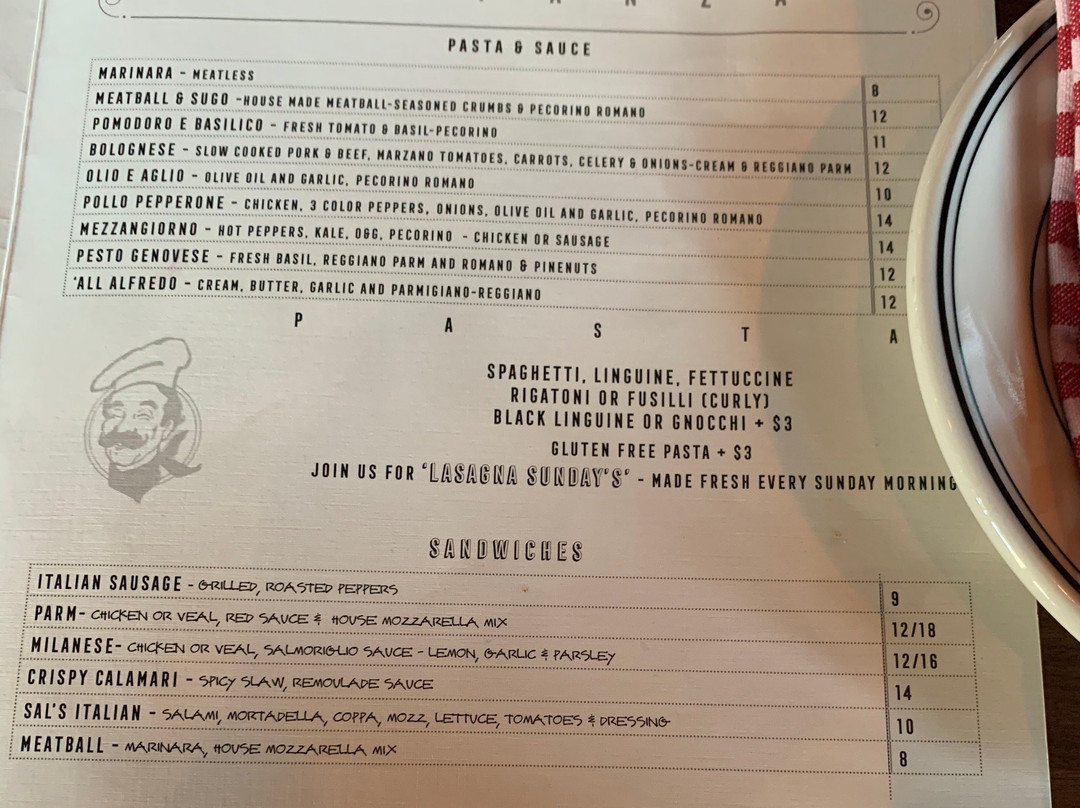 A N Z A
PASTA & SAUCE
MARINARA - MEATLESS 8
MEATBALL & SUGO -HOUSE MADE MEATBALL-SEASONED CRUMBS & PECORINO ROMANO 12
POMODORO E BASILICO - FRESH TOMATO & BASIL-PECORINO 11
BOLOGNESE - SLOW COOKED PORK & BEEF, MARZANO TOMATOES, CARROTS, CELERY & ONIONS-CREAM & REGGIANO PARM 12
OLIO E AGLIO - OLIVE OIL AND GARLIC, PECORINO ROMANO 10
POLLO PEPPERONE - CHICKEN, 3 COLOR PEPPERS, ONIONS, OLIVE OIL AND GARLIC, PECORINO ROMANO 14
MEZZANGIORNO - HOT PEPPERS, KALE, O&G, PECORINO - CHICKEN OR SAUSAGE 14
PESTO GENOVESE - FRESH BASIL, REGGIANO PARM AND ROMANO & PINENUTS 12
'ALL ALFREDO - CREAM, BUTTER, GARLIC AND PARMIGIANO-REGGIANO 12
P A S T A
SPAGHETTI, LINGUINE, FETTUCCINE
RIGATONI OR FUSILLI (CURLY)
BLACK LINGUINE OR GNOCCHI + $3
GLUTEN FREE PASTA + $3
JOIN US FOR 'LASAGNA SUNDAY'S' - MADE FRESH EVERY SUNDAY MORNING
SANDWICHES
ITALIAN SAUSAGE - GRILLED, ROASTED PEPPERS 9
PARM- CHICKEN OR VEAL, RED SAUCE & HOUSE MOZZARELLA MIX 12/18
MILANESE- CHICKEN OR VEAL, SALMORIGLIO SAUCE - LEMON, GARLIC & PARSLEY 12/16
CRISPY CALAMARI - SPICY SLAW, REMOULADE SAUCE 14
SAL'S ITALIAN - SALAMI, MORTADELLA, COPPA, MOZZ, LETTUCE, TOMATOES & DRESSING 10
MEATBALL - MARINARA, HOUSE MOZZARELLA MIX 8